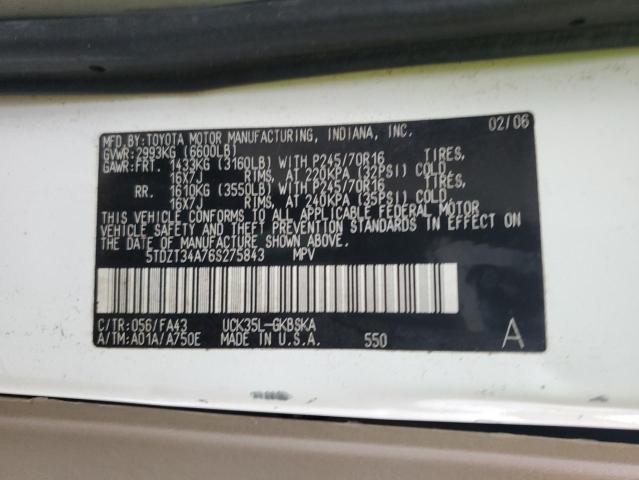 MFD.BY:TOYOTA MOTOR MANUFACTURING, INDIANA, INC. 02/06
GVWR:2993KG (6600LB)
GAWR:FRT. 1433KG (3160LB) WITH P245/70R16 TIRES,
16X7J RIMS, AT 220KPA (32PSI) COLD.
RR. 1610KG (3550LB) WITH P245/70R16 TIRES,
16X7J RIMS, AT 240KPA (35PSI) COLD.
THIS VEHICLE CONFORMS TO ALL APPLICABLE FEDERAL MOTOR
VEHICLE SAFETY AND THEFT PREVENTION STANDARDS IN EFFECT ON
THE DATE OF MANUFACTURE SHOWN ABOVE.
5TDZT34A76S275843 MPV
C/TR:056/FA43 UCK35L-GKBSKA
A/TM:A01A/A750E MADE IN U.S.A. 550 A